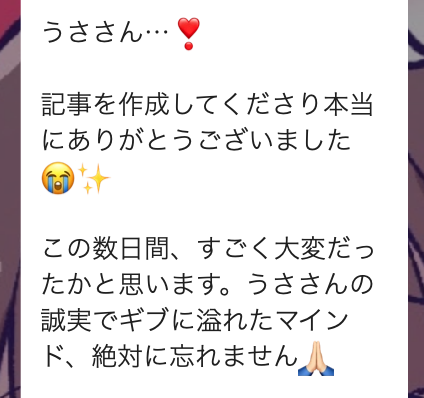 うささん…❣️
記事を作成してくださり本当
にありがとうございました
😭✨
この数日間、すごく大変だっ
たかと思います。うささんの
誠実でギブに溢れたマイン
ド、絶対に忘れません🙏🏻